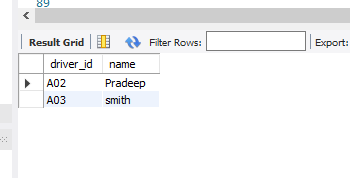 89
Result Grid Filter Rows: Export:
driver_id name
A02 Pradeep
A03 smith